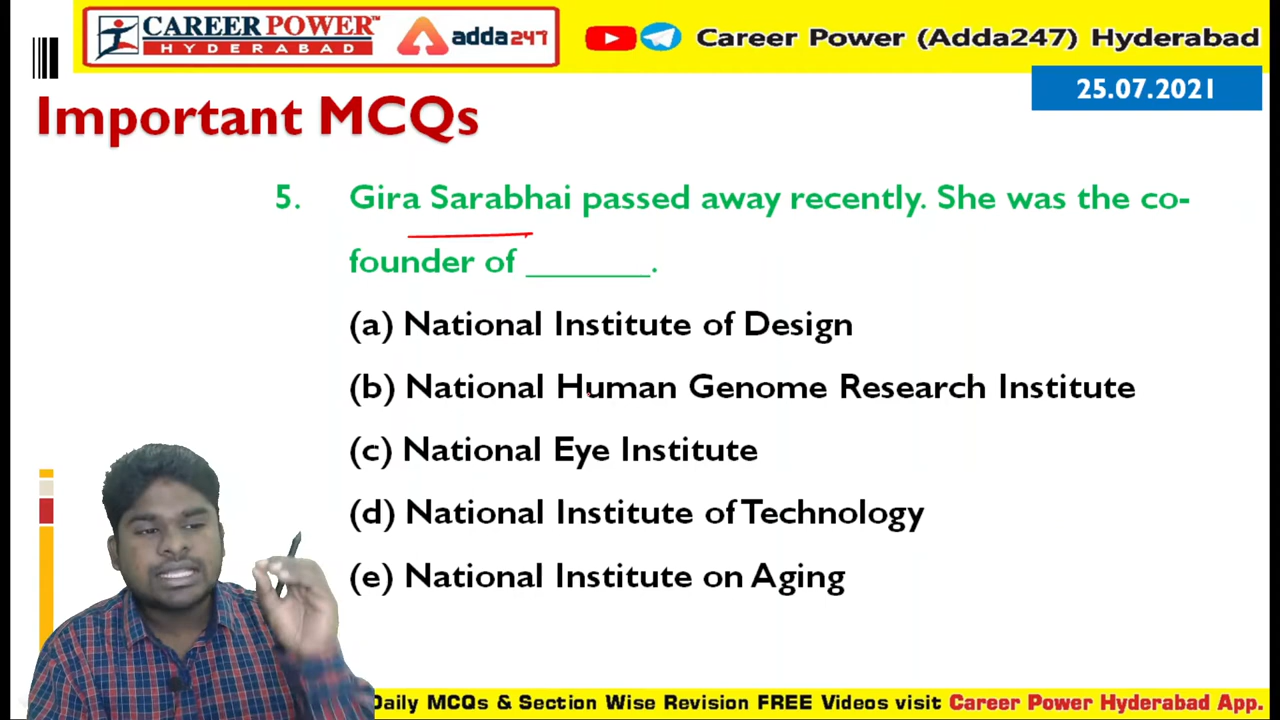 CAREER POWER™
HYDERABAD
adda247
Career Power (Adda247) Hyderabad
25.07.2021
Important MCQs
5. Gira Sarabhai passed away recently. She was the co-
founder of _______.
(a) National Institute of Design
(b) National Human Genome Research Institute
(c) National Eye Institute
(d) National Institute of Technology
(e) National Institute on Aging
Daily MCQs & Section Wise Revision FREE Videos visit Career Power Hyderabad App.